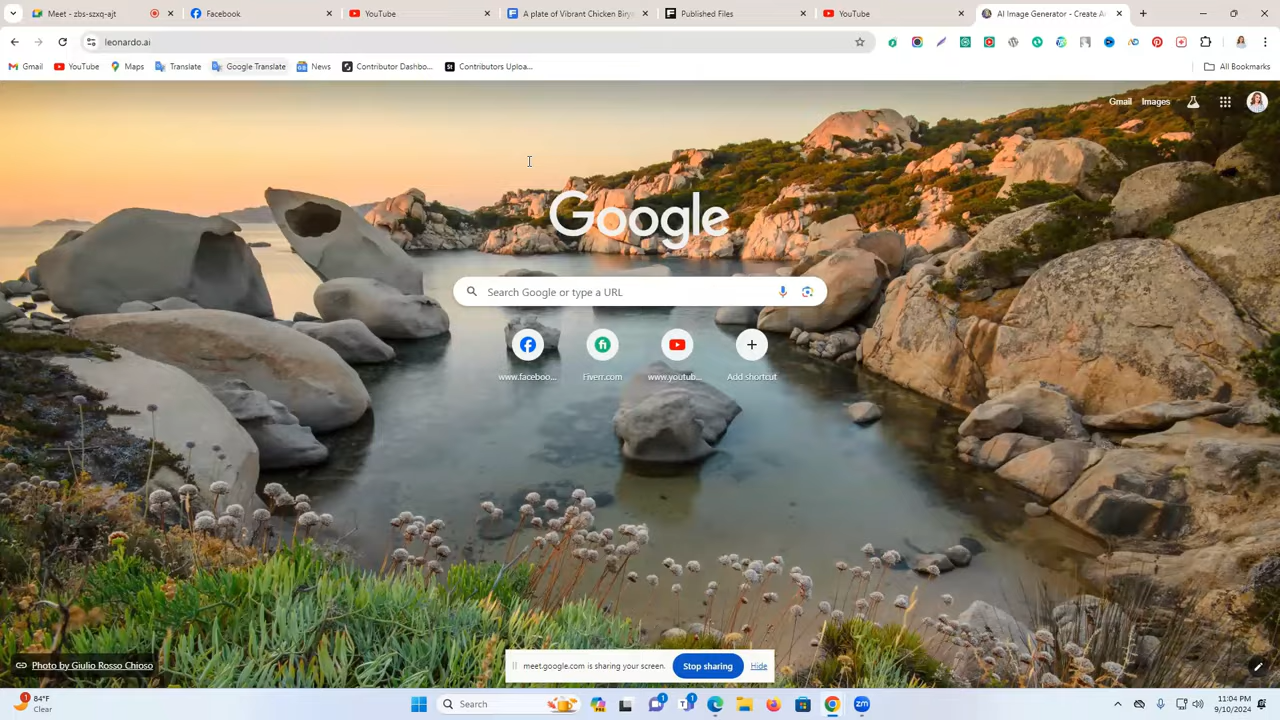 Meet - zbs-szxq-ajt
Facebook
YouTube
A plate of Vibrant Chicken Birya
Published Files
YouTube
AI Image Generator - Create A
leonardo.ai
Gmail
YouTube
Maps
Translate
Google Translate
News
Contributor Dashbo...
Contributors Uploa...
All Bookmarks
Gmail
Images
Google
Search Google or type a URL
www.faceboo...
Fiverr.com
www.youtub...
Add shortcut
Photo by Giulio Rosso Chioso
meet.google.com is sharing your screen.
Stop sharing
Hide
84°F
Clear
Search
11:04 PM
9/10/2024